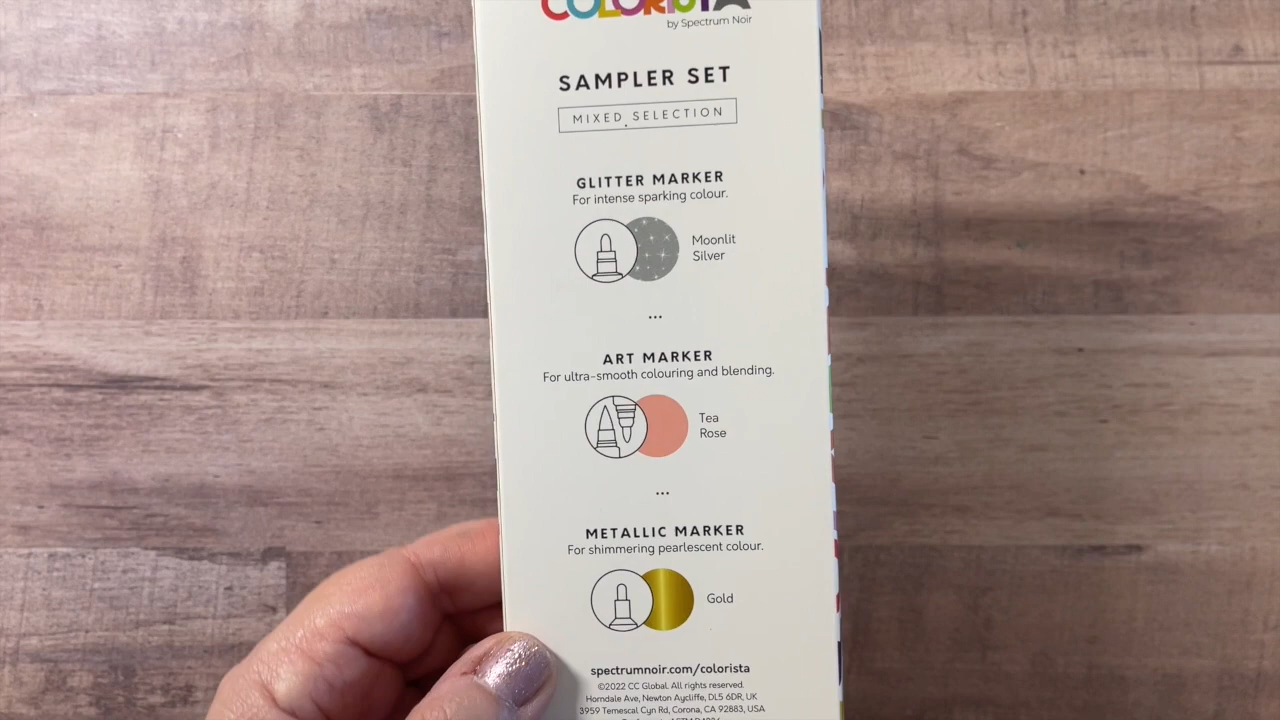 COLORISTA
by Spectrum Noir
SAMPLER SET
MIXED SELECTION
GLITTER MARKER
For intense sparking colour.
Moonlit
Silver
...
ART MARKER
For ultra-smooth colouring and blending.
Tea
Rose
...
METALLIC MARKER
For shimmering pearlescent colour.
Gold
spectrumnoir.com/colorista
©2022 CC Global. All rights reserved.
Horndale Ave, Newton Aycliffe, DL5 6DR, UK
3959 Temescal Cyn Rd, Corona, CA 92883, USA